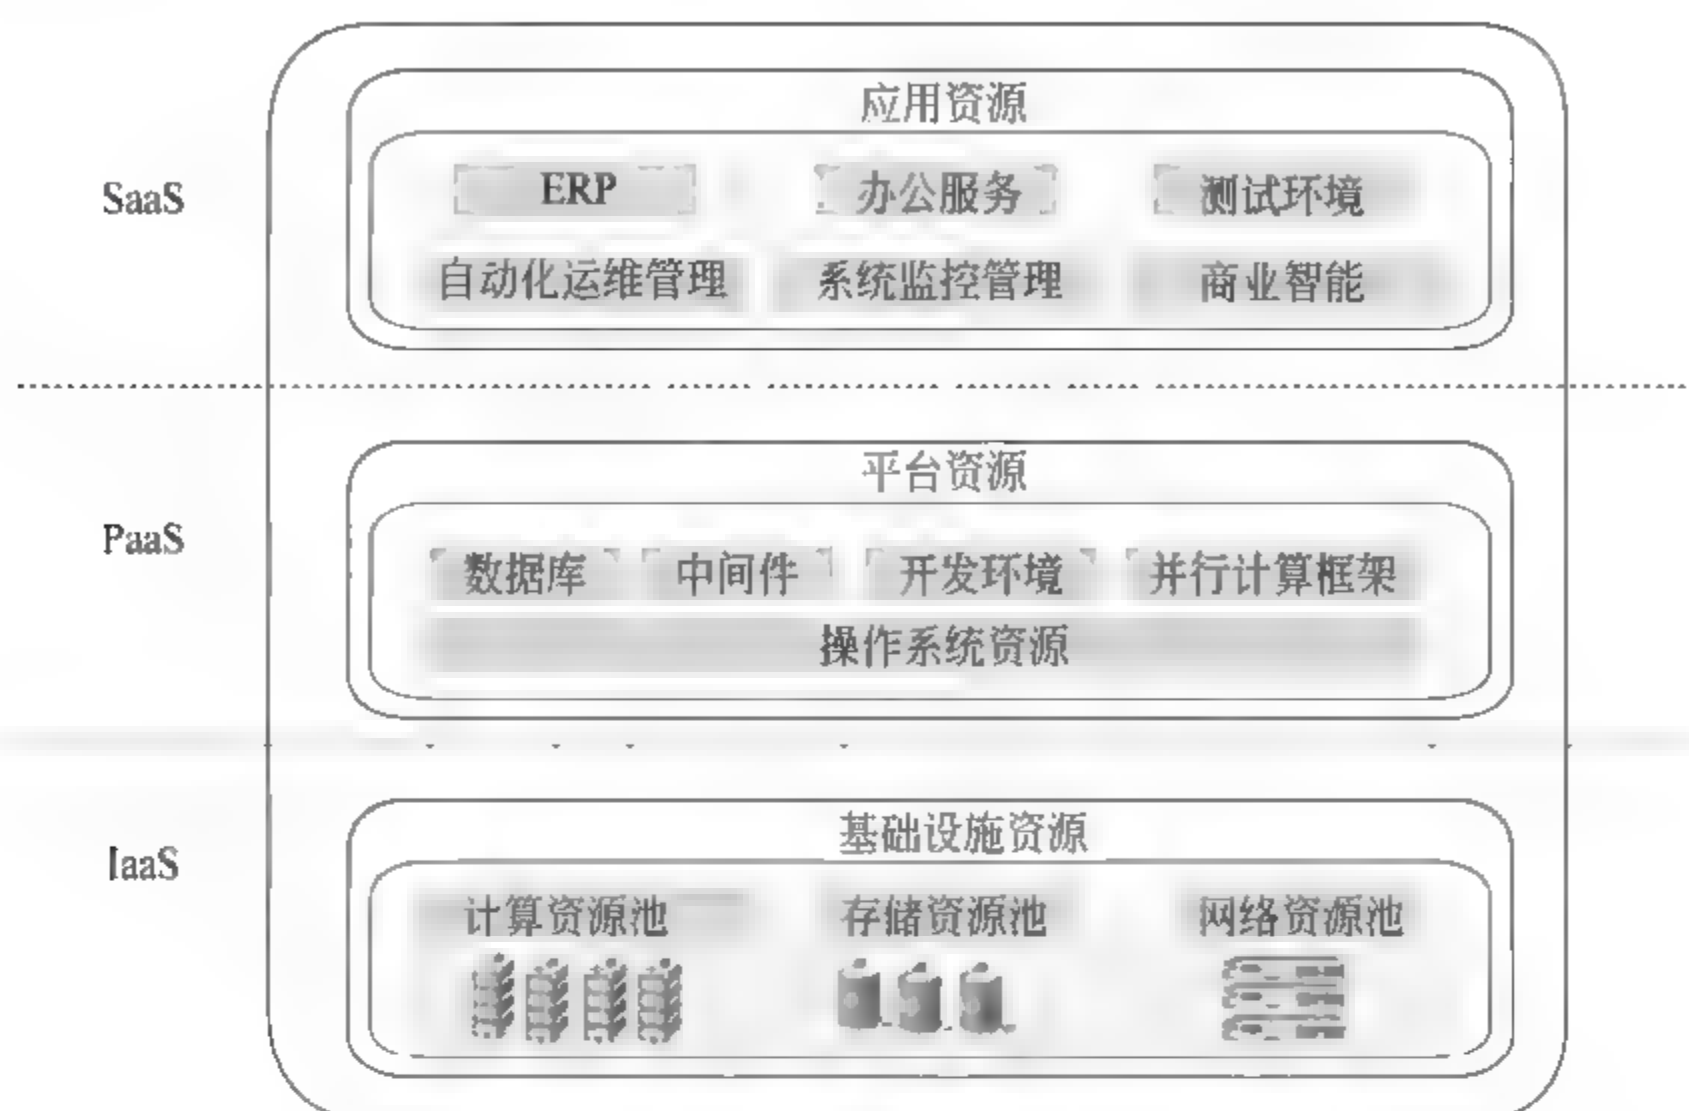 应用资源
SaaS
ERP 办公服务 测试环境
自动化运维管理 系统监控管理 商业智能
平台资源
PaaS
数据库 中间件 开发环境 并行计算框架
操作系统资源
基础设施资源
IaaS
计算资源池 存储资源池 网络资源池